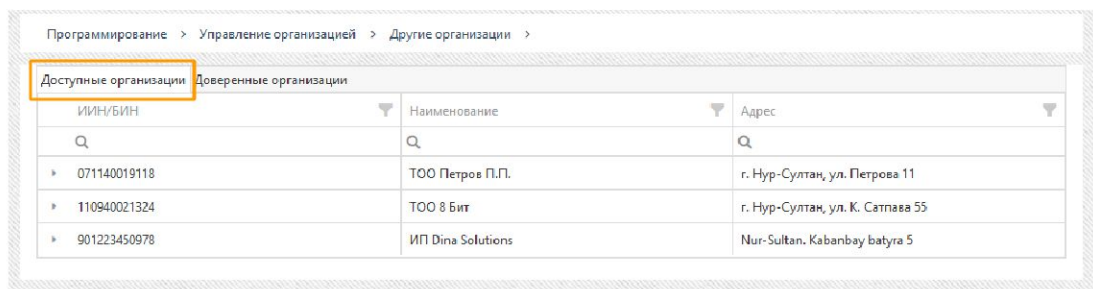 Программирование > Управление организацией > Другие организации >
Доступные организации Доверенные организации
ИИН/БИН Наименование Адрес
071140019118 ТОО Петров П.П. г. Нур-Султан, ул. Петрова 11
110940021324 ТОО 8 Бит г. Нур-Султан, ул. К. Сатпава 55
901223450978 ИП Dina Solutions Nur-Sultan. Kabanbay batyra 5